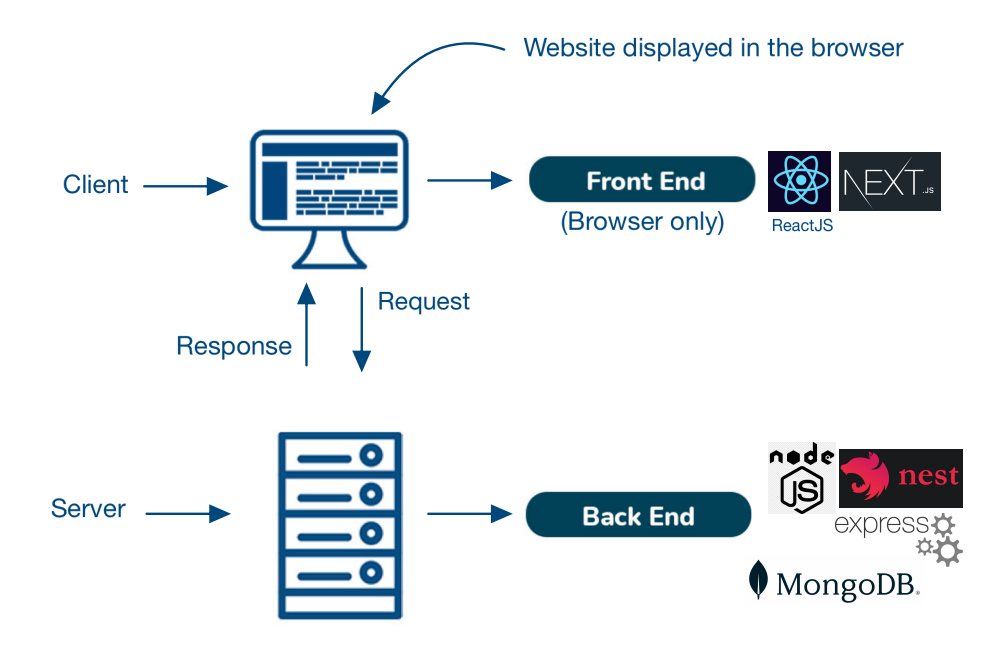 Website displayed in the browser
Client
Front End
(Browser only)
ReactJS
NEXT.JS
Request
Response
Server
Back End
node
JS
nest
express
MongoDB.